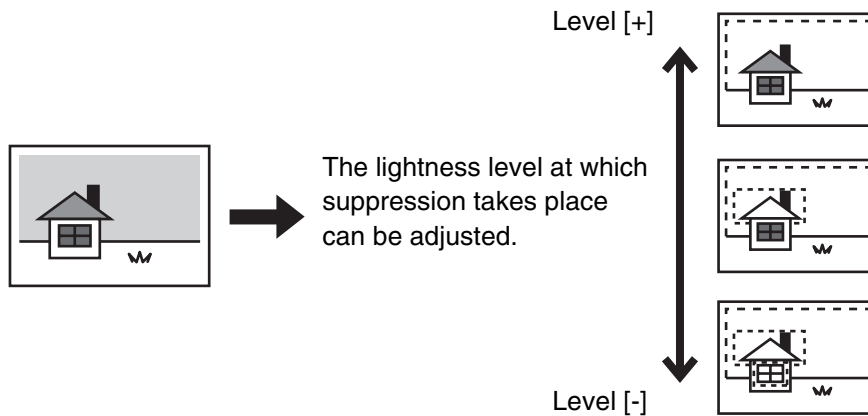 Level [+]
The lightness level at which
suppression takes place
can be adjusted.
Level [-]